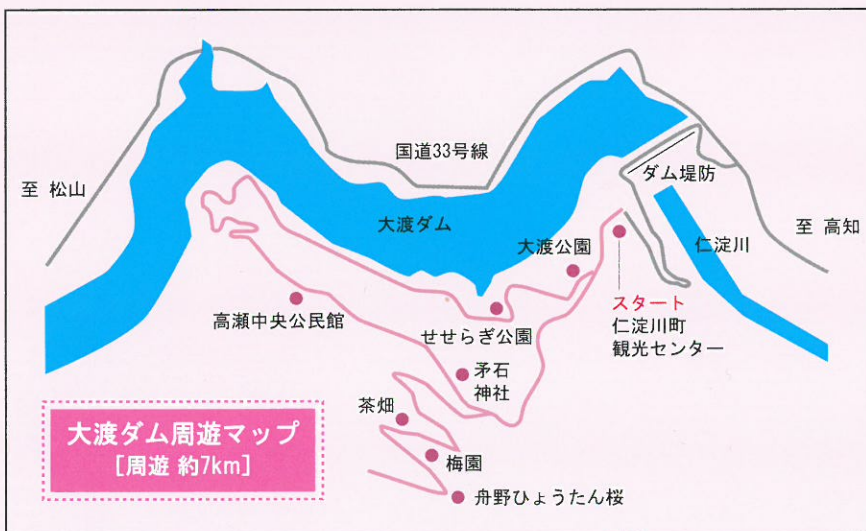 国道33号線
ダム堤防
至 松山
大渡ダム
至 高知
仁淀川
大渡公園
スタート
仁淀川町
観光センター
高瀬中央公民館
せせらぎ公園
矛石
神社
茶畑
大渡ダム周遊マップ
[周遊 約7km]
梅園
舟野ひょうたん桜